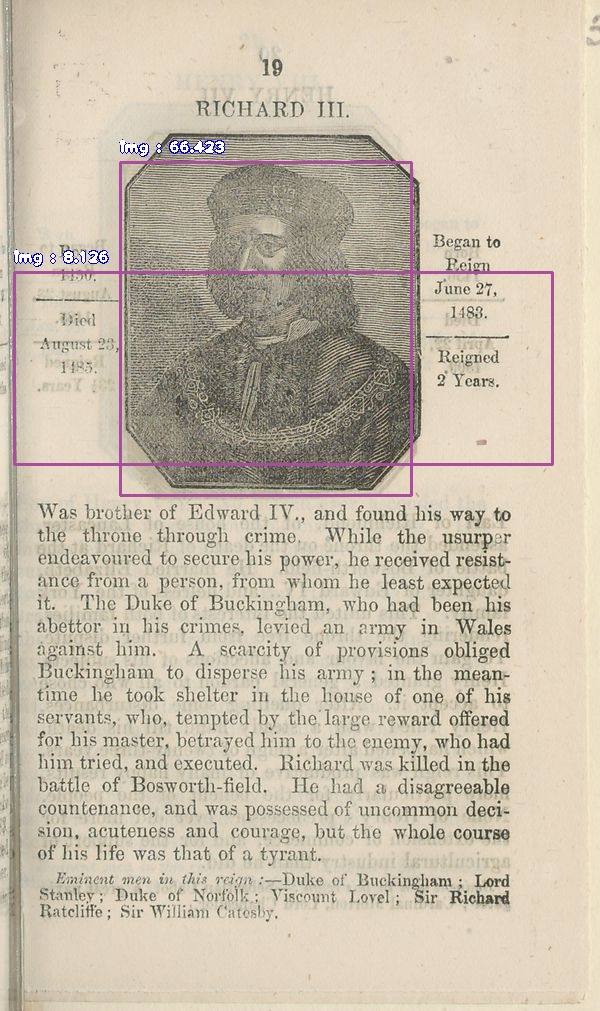 19
RICHARD III.
img : 66.423
img : 8.126
Died
August 23,
1485.
Began to
Reign
June 27,
1483.
Reigned
2 Years.
Was brother of Edward IV., and found his way to
the throne through crime. While the usurper
endeavoured to secure his power, he received resist-
ance from a person, from whom he least expected
it. The Duke of Buckingham, who had been his
abettor in his crimes, levied an army in Wales
against him. A scarcity of provisions obliged
Buckingham to disperse his army ; in the mean-
time he took shelter in the house of one of his
servants, who, tempted by the large reward offered
for his master, betrayed him to the enemy, who had
him tried, and executed. Richard was killed in the
battle of Bosworth-field. He had a disagreeable
countenance, and was possessed of uncommon deci-
sion, acuteness and courage, but the whole course
of his life was that of a tyrant.
Eminent men in this reign :—Duke of Buckingham ; Lord
Stanley ; Duke of Norfolk ; Viscount Lovel ; Sir Richard
Ratcliffe ; Sir William Catesby.